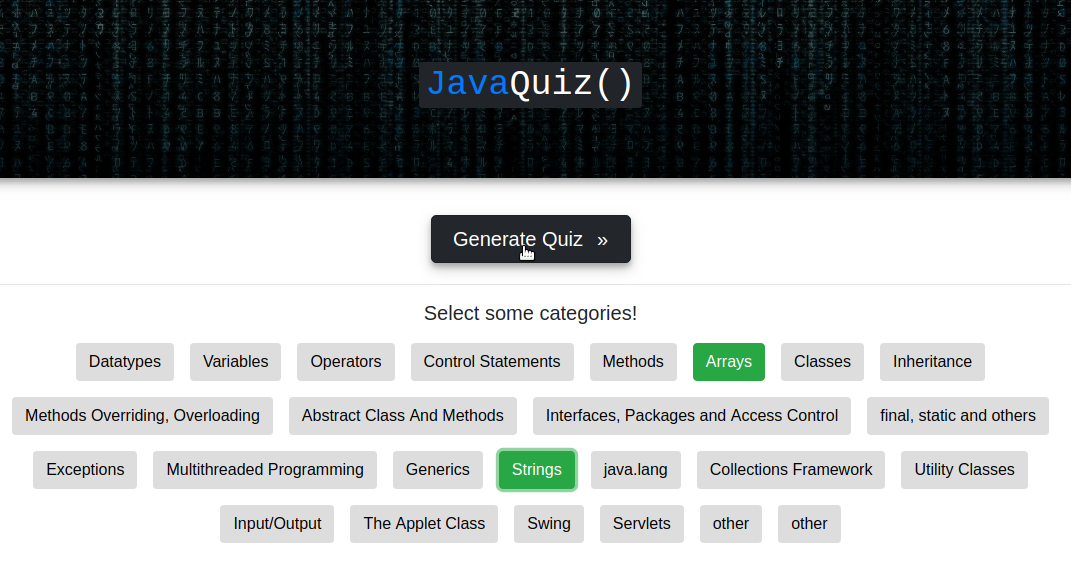 JavaQuiz()
Generate Quiz »
Select some categories!
Datatypes Variables Operators Control Statements Methods Arrays Classes Inheritance
Methods Overriding, Overloading Abstract Class And Methods Interfaces, Packages and Access Control final, static and others
Exceptions Multithreaded Programming Generics Strings java.lang Collections Framework Utility Classes
Input/Output The Applet Class Swing Servlets other other